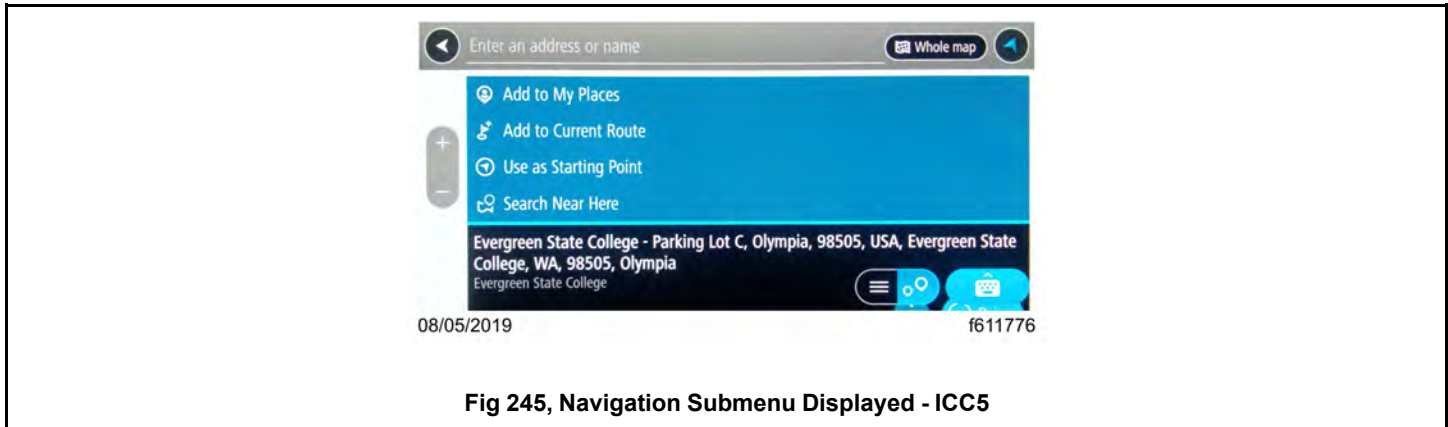 Enter an address or name
Whole map
Add to My Places
Add to Current Route
Use as Starting Point
Search Near Here
Evergreen State College - Parking Lot C, Olympia, 98505, USA, Evergreen State
College, WA, 98505, Olympia
Evergreen State College
08/05/2019
f611776
Fig 245, Navigation Submenu Displayed - ICC5